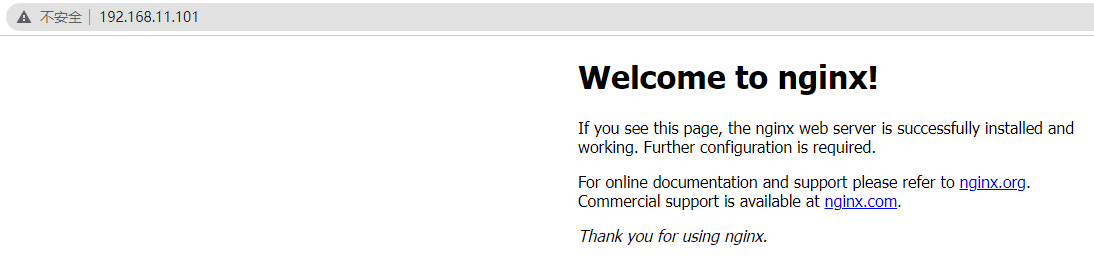 不安全 192.168.11.101
Welcome to nginx!
If you see this page, the nginx web server is successfully installed and
working. Further configuration is required.
For online documentation and support please refer to nginx.org.
Commercial support is available at nginx.com.
Thank you for using nginx.